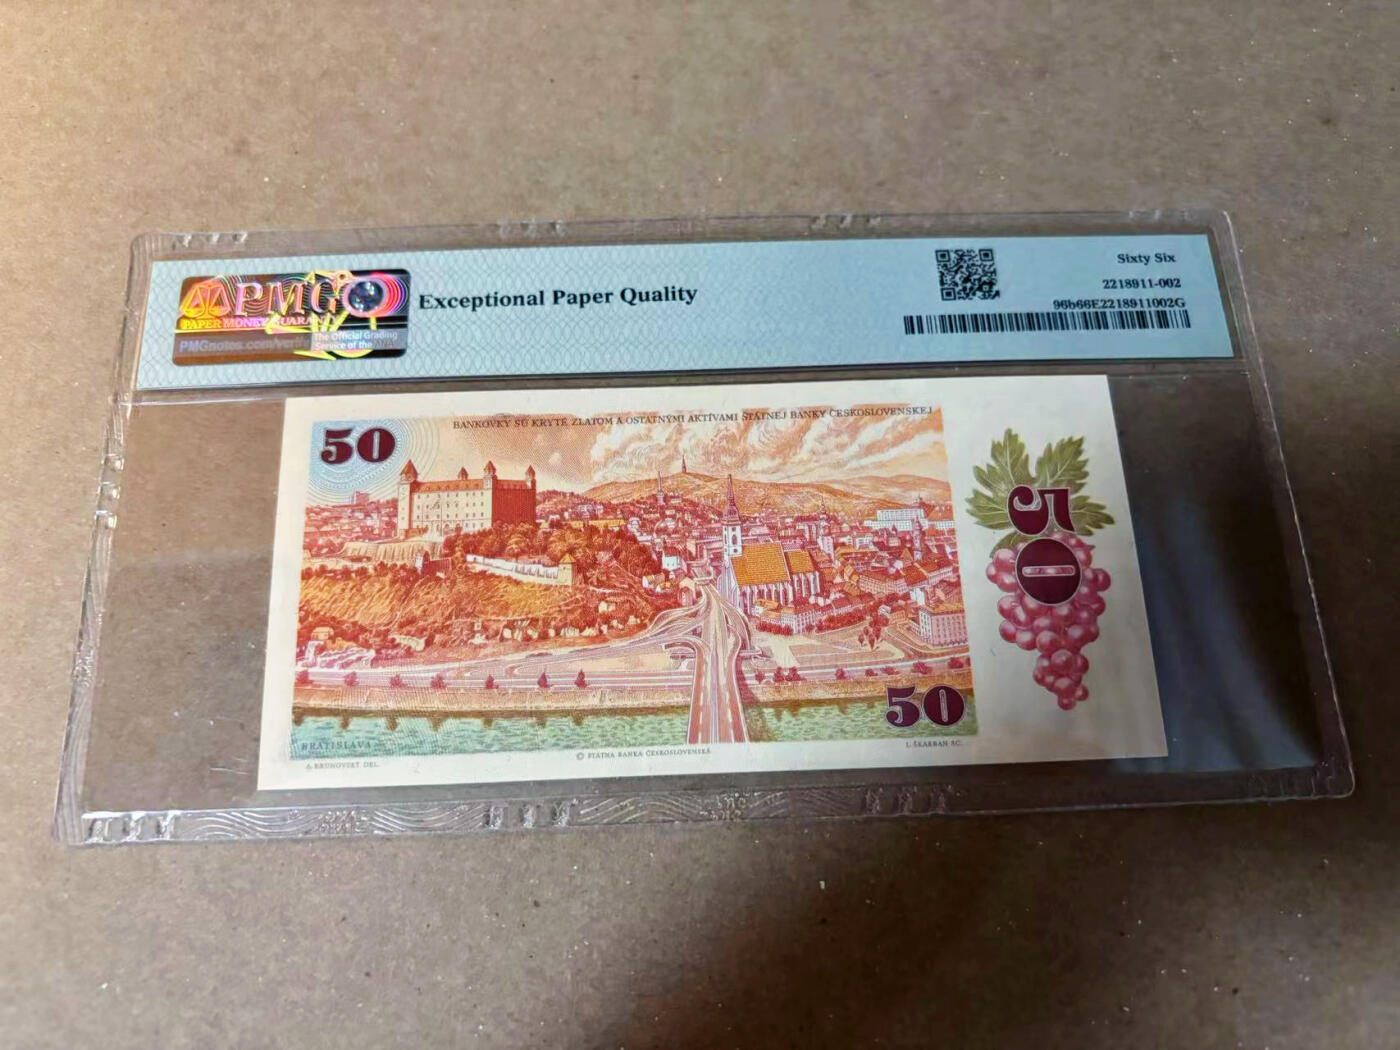 PMG
PAPER MONEY GUARANTY
PMGnotes.com/verify
The Official Grading
Service of the
Exceptional Paper Quality
Sixty Six
2218911-002
96b66E2218911002G
BANKOVKY SÚ KRYTÉ ZLATOM A OSTATNÝMI AKTÍVAMI ŠTÁTNEJ BANKY ČESKOSLOVENSKEJ
50
50
50
BRATISLAVA
A. BRUNOVSKÝ DEL.
© STÁTNA BANKA ČESKOSLOVENSKÁ
L. ŠKARBAN SC.